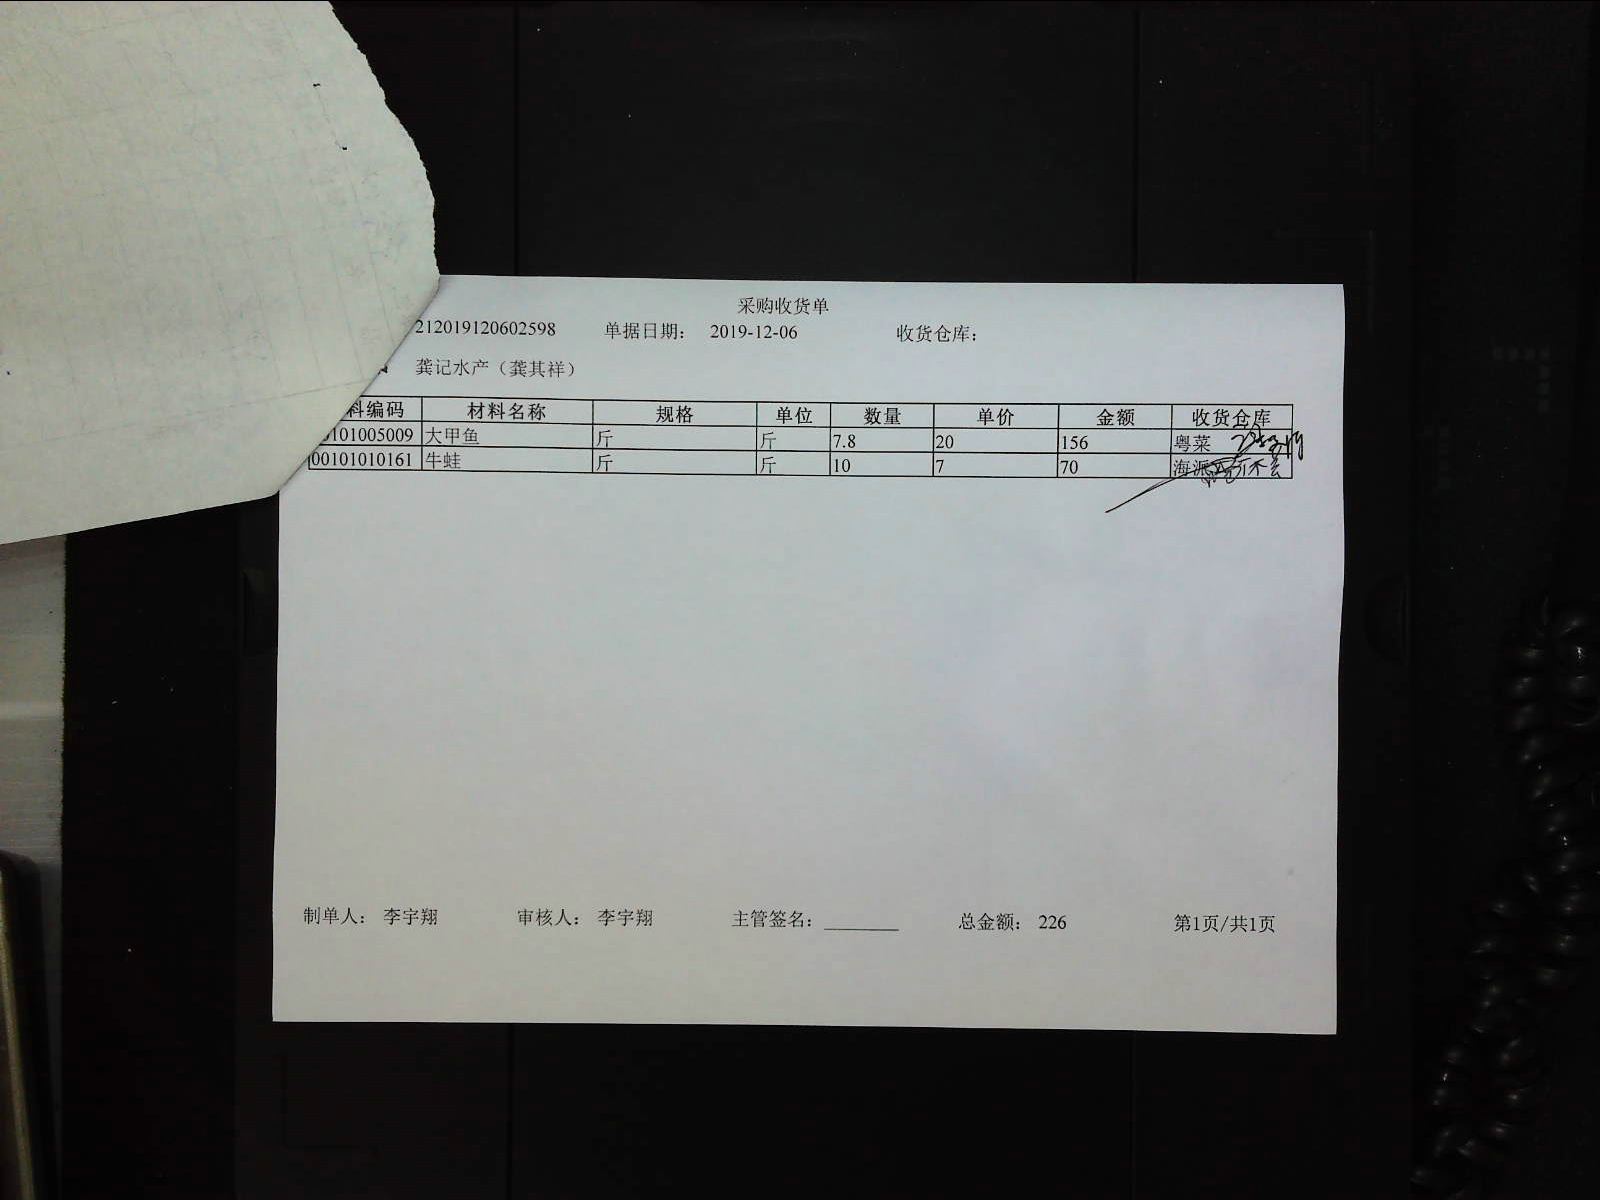 采购收货单
212019120602598 单据日期： 2019-12-06 收货仓库：
龚记水产（龚其祥）
料编码 材料名称 规格 单位 数量 单价 金额 收货仓库
0101005009 大甲鱼 斤 斤 7.8 20 156 粤菜
00101010161 牛蛙 斤 斤 10 7 70 海派
制单人： 李宇翔 审核人： 李宇翔 主管签名： 总金额： 226 第1页/共1页